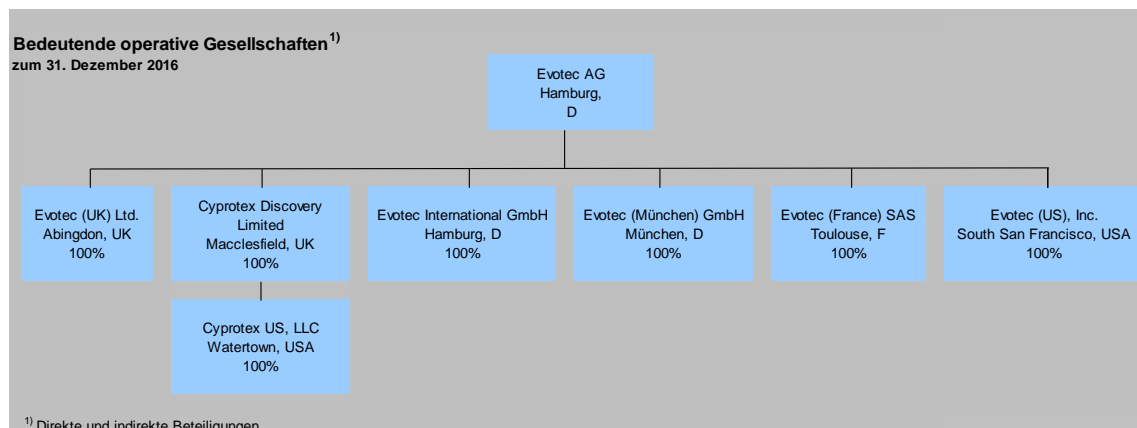 Bedeutende operative Gesellschaften1)
zum 31. Dezember 2016
Evotec AG
Hamburg,
D
Evotec (UK) Ltd.
Abingdon, UK
100%
Cyprotex Discovery
Limited
Macclesfield, UK
100%
Evotec International GmbH
Hamburg, D
100%
Evotec (München) GmbH
München, D
100%
Evotec (France) SAS
Toulouse, F
100%
Evotec (US), Inc.
South San Francisco, USA
100%
Cyprotex US, LLC
Watertown, USA
100%
1) Direkte und indirekte Beteiligungen